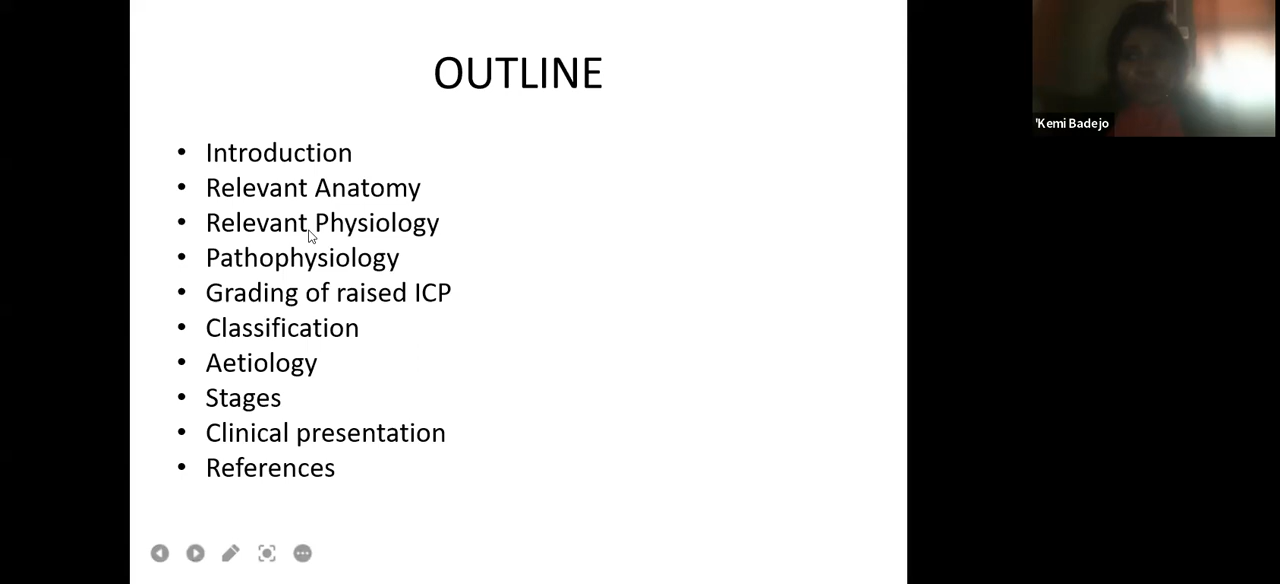 OUTLINE
• Introduction
• Relevant Anatomy
• Relevant Physiology
• Pathophysiology
• Grading of raised ICP
• Classification
• Aetiology
• Stages
• Clinical presentation
• References
'Kemi Badejo